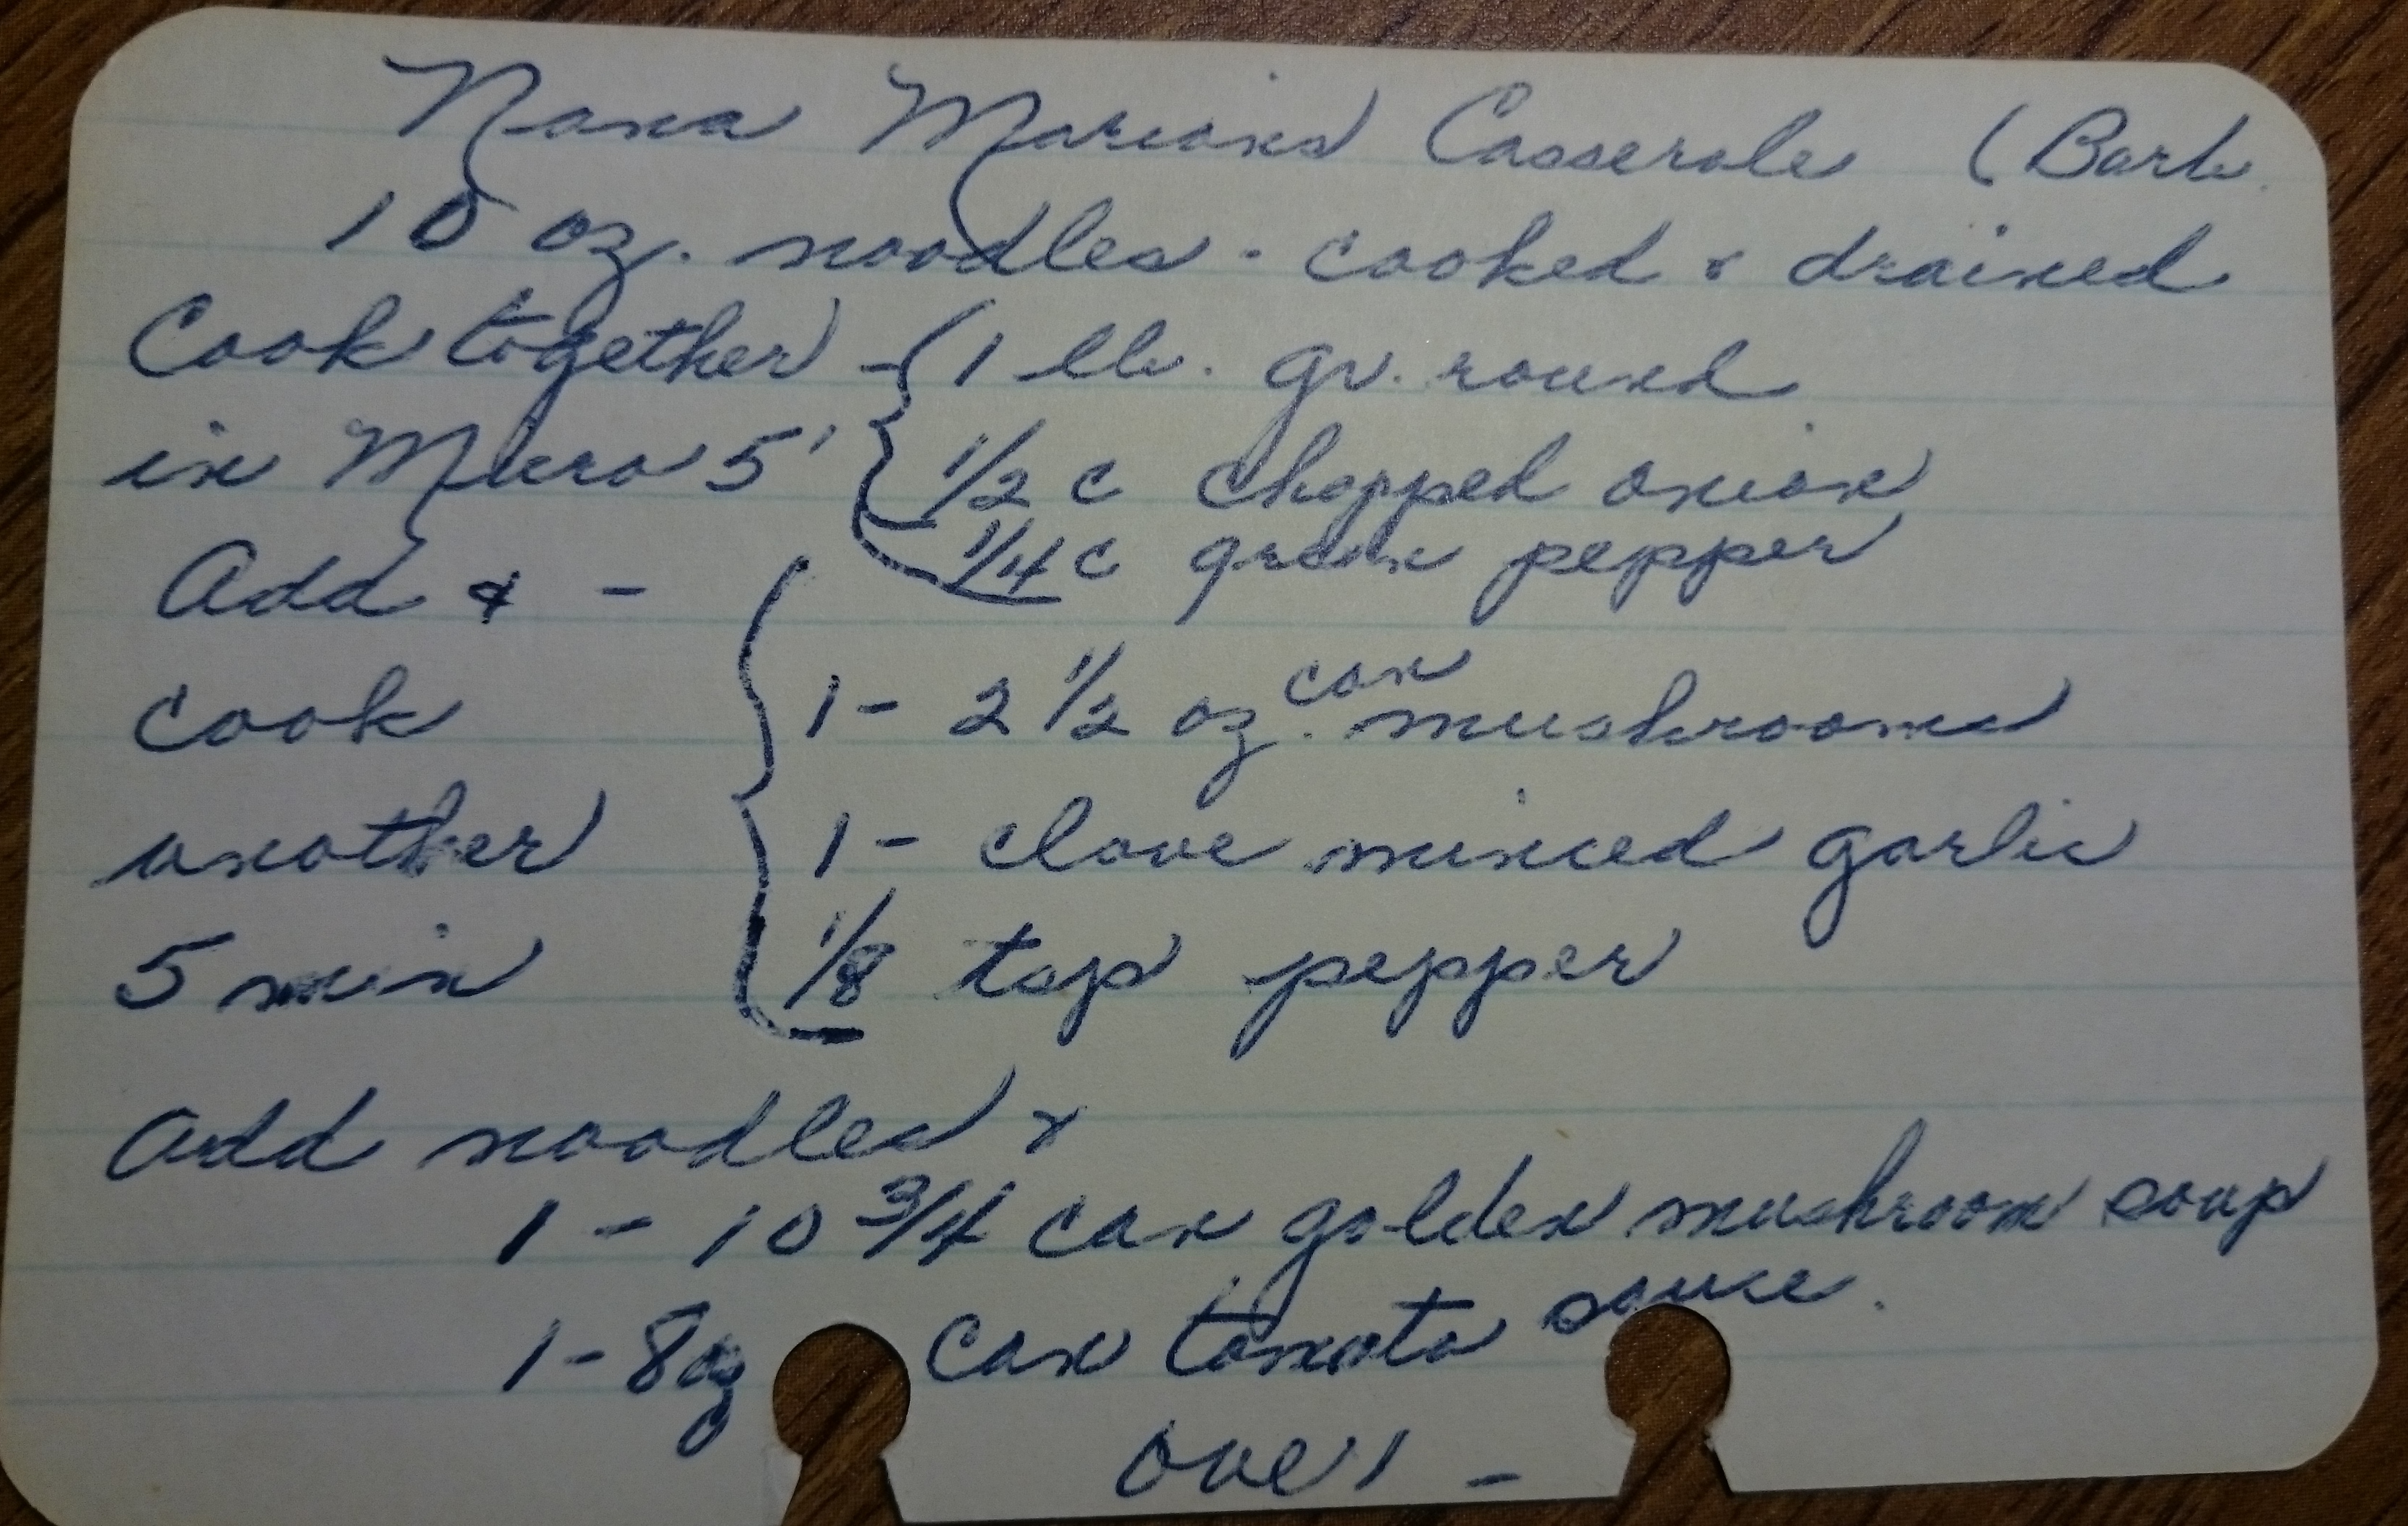 Nana Marions Casserole (Barb.
10 oz. noodles - cooked & drained
Cook together - { 1 lb. gr. round
in Micro 5' 1/2 c chopped onion
1/4 c green pepper
Add & -
cook 1 - 2 1/2 oz. can mushrooms
another 1 - clove minced garlic
5 min 1/8 tsp pepper
Add noodles &
1 - 10 3/4 can golden mushroom soup
1 - 8 oz can tomato sauce.
over -